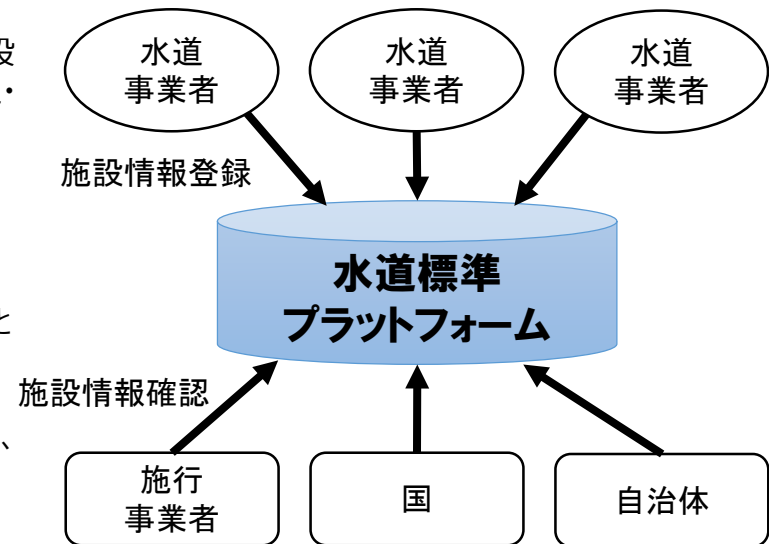 設
・
水道
事業者
水道
事業者
水道
事業者
施設情報登録
水道標準
プラットフォーム
と
施設情報確認
、
施行
事業者
国
自治体